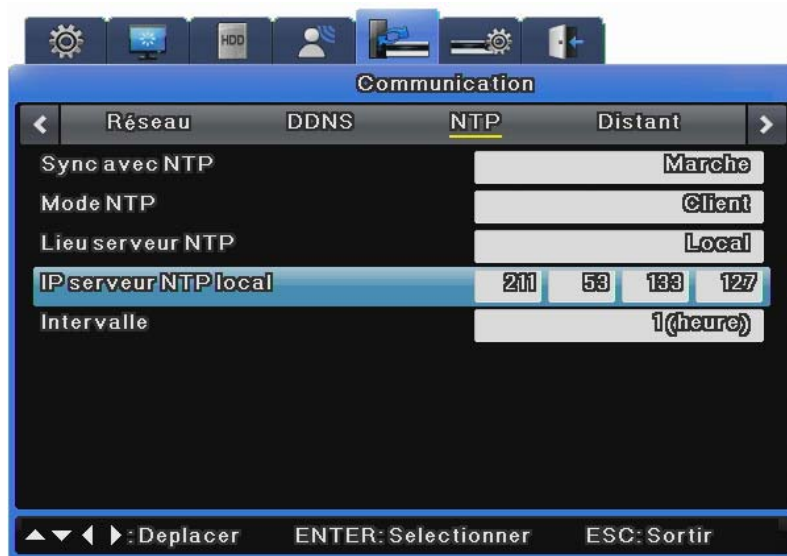 HDD
Communication
Réseau DDNS NTP Distant
Sync avec NTP Marche
Mode NTP Client
Lieu serveur NTP Local
IP serveur NTP local 211 53 133 127
Intervalle 1 (heure)
:Deplacer ENTER:Selectionner ESC:Sortir